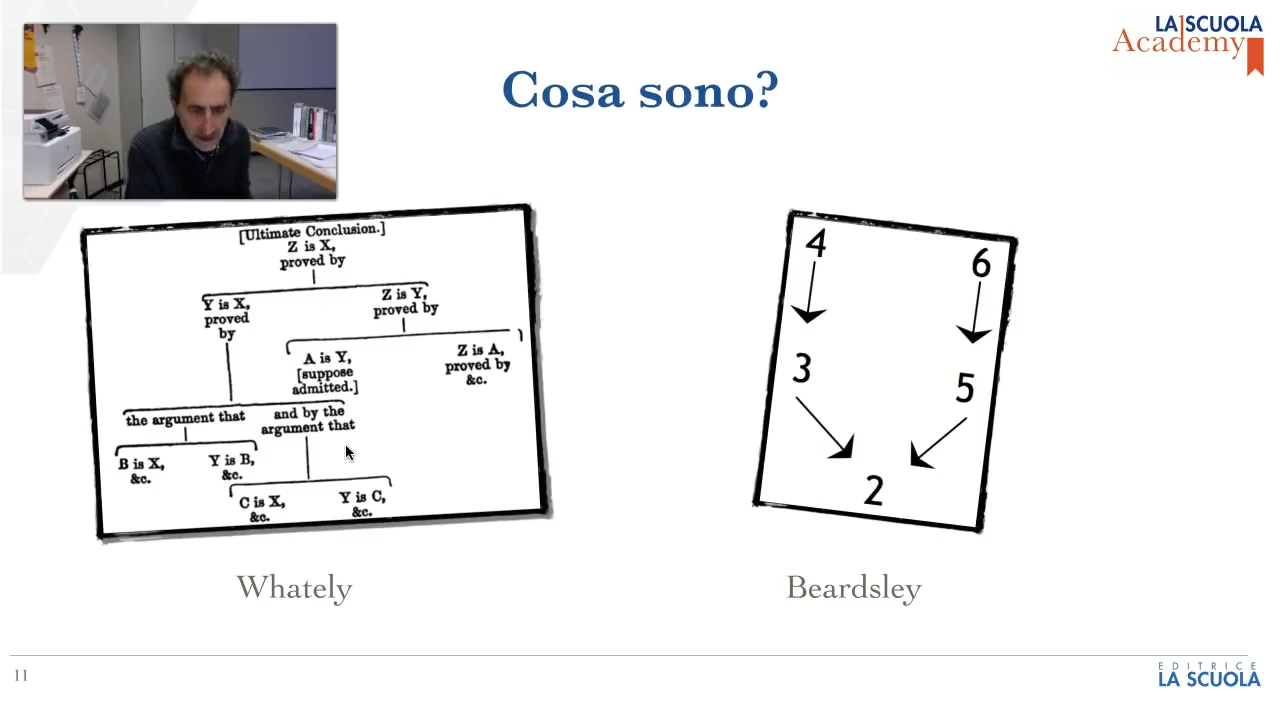 LA SCUOLA
Academy
Cosa sono?
[Ultimate Conclusion.]
Z is X,
proved by
Y is X,
proved
by
Z is Y,
proved by
A is Y,
[suppose
admitted.]
Z is A,
proved by
&c.
the argument that
and by the
argument that
B is X,
&c.
Y is B,
&c.
C is X,
&c.
Y is C,
&c.
4
6
3
5
2
Whately
Beardsley
11
EDITRICE
LA SCUOLA